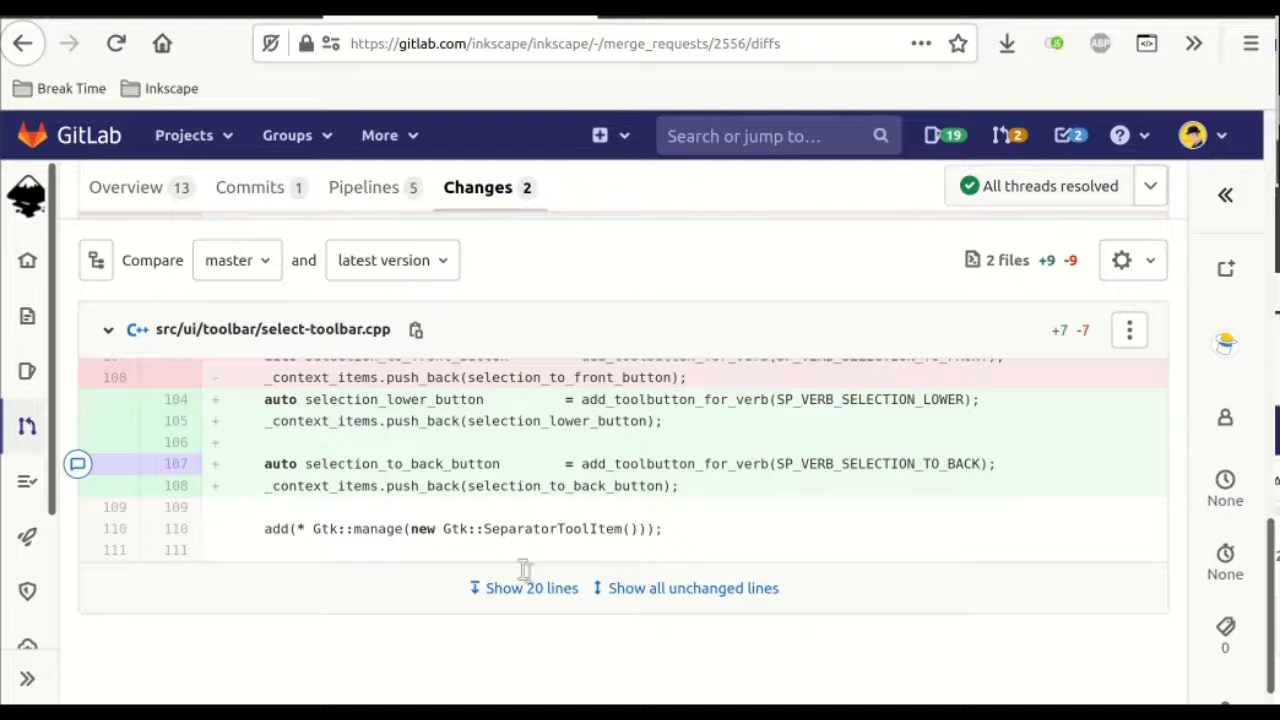 https://gitlab.com/inkscape/inkscape/-/merge_requests/2556/diffs
ABP
Break Time Inkscape
GitLab Projects Groups More Search or jump to... 19 2 2
Overview 13 Commits 1 Pipelines 5 Changes 2 All threads resolved
Compare master and latest version 2 files +9 -9
C++ src/ui/toolbar/select-toolbar.cpp +7 -7
108 - _context_items.push_back(selection_to_front_button);
104 + auto selection_lower_button = add_toolbutton_for_verb(SP_VERB_SELECTION_LOWER);
105 + _context_items.push_back(selection_lower_button);
106 +
107 + auto selection_to_back_button = add_toolbutton_for_verb(SP_VERB_SELECTION_TO_BACK);
108 + _context_items.push_back(selection_to_back_button);
109 109
110 110 add(* Gtk::manage(new Gtk::SeparatorToolItem()));
111 111
Show 20 lines Show all unchanged lines
None
None
0